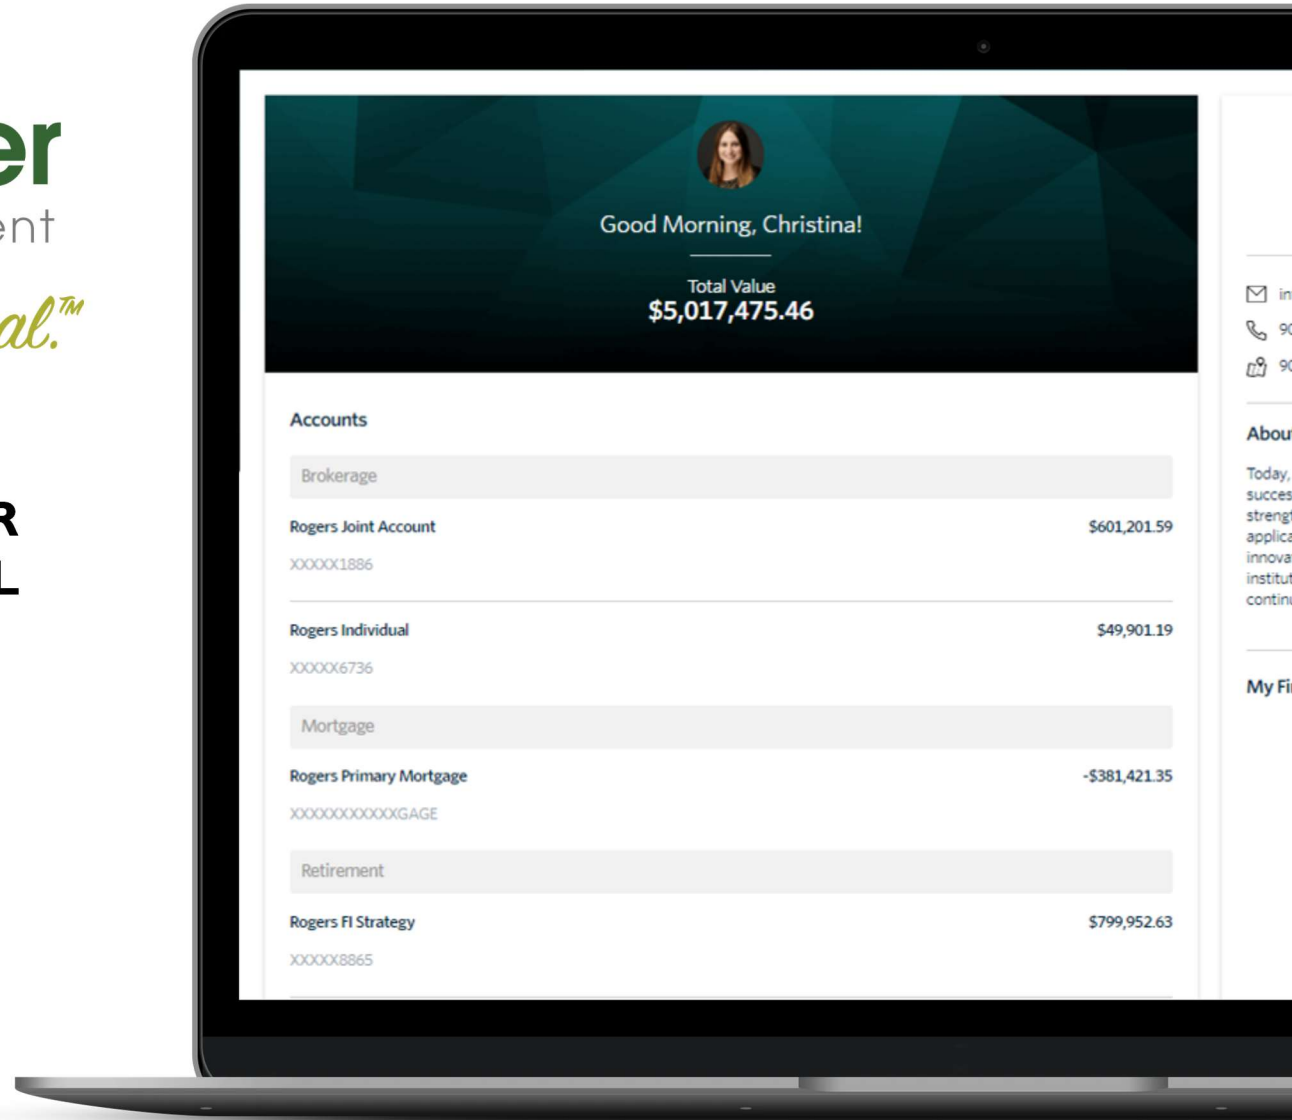 er
ent
al.™
R
L
Good Morning, Christina!
Total Value
$5,017,475.46
Accounts
Brokerage
Rogers Joint Account $601,201.59
XXXXX1886
Rogers Individual $49,901.19
XXXXX6736
Mortgage
Rogers Primary Mortgage -$381,421.35
XXXXXXXXXXXGAGE
Retirement
Rogers FI Strategy $799,952.63
XXXXX8865
in
90
90
Abou
Today,
succes
streng
applica
innova
institut
contin
My Fi